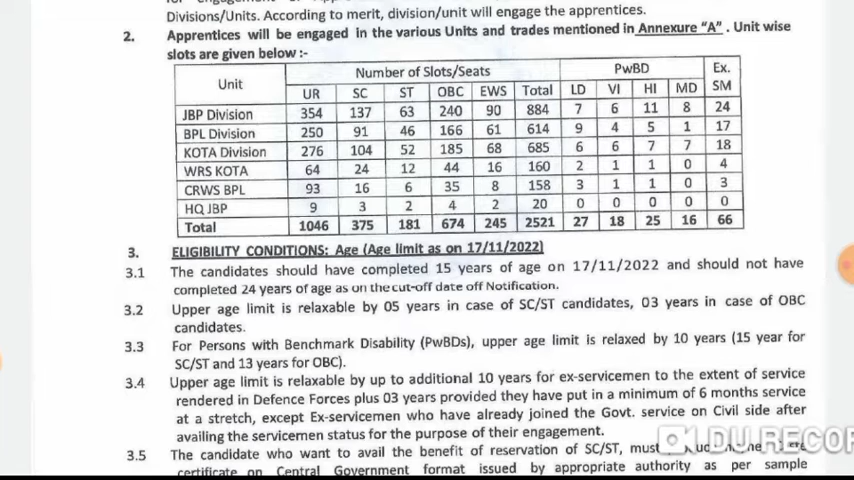 Divisions/Units. According to merit, division/unit will engage the apprentices.
2. Apprentices will be engaged in the various Units and trades mentioned in Annexure "A" . Unit wise
slots are given below :-
Unit Number of Slots/Seats PwBD Ex. SM
UR SC ST OBC EWS Total LD VI HI MD
JBP Division 354 137 63 240 90 884 7 6 11 8 24
BPL Division 250 91 46 166 61 614 9 4 5 1 17
KOTA Division 276 104 52 185 68 685 6 6 7 7 18
WRS KOTA 64 24 12 44 16 160 2 1 1 0 4
CRWS BPL 93 16 6 35 8 158 3 1 1 0 3
HQ JBP 9 3 2 4 2 20 0 0 0 0 0
Total 1046 375 181 674 245 2521 27 18 25 16 66
3. ELIGIBILITY CONDITIONS: Age (Age limit as on 17/11/2022)
3.1 The candidates should have completed 15 years of age on 17/11/2022 and should not have
completed 24 years of age as on the cut-off date off Notification.
3.2 Upper age limit is relaxable by 05 years in case of SC/ST candidates, 03 years in case of OBC
candidates.
3.3 For Persons with Benchmark Disability (PwBDs), upper age limit is relaxed by 10 years (15 year for
SC/ST and 13 years for OBC).
3.4 Upper age limit is relaxable by up to additional 10 years for ex-servicemen to the extent of service
rendered in Defence Forces plus 03 years provided they have put in a minimum of 6 months service
at a stretch, except Ex-servicemen who have already joined the Govt. service on Civil side after
availing the servicemen status for the purpose of their engagement.
DU RECOR
3.5 The candidate who want to avail the benefit of reservation of SC/ST, must
certificate on Central Government format issued by appropriate authority as per sample